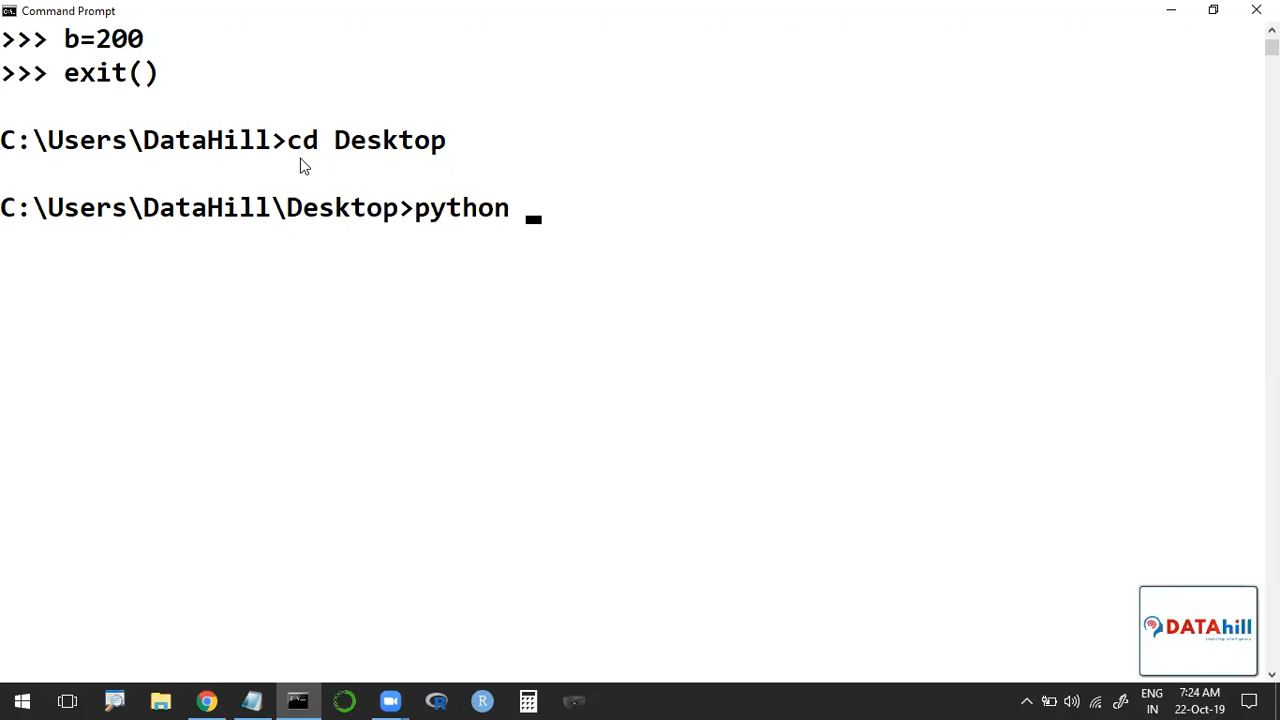 Command Prompt
>>> b=200
>>> exit()
C:\Users\DataHill>cd Desktop
C:\Users\DataHill\Desktop>python
DATAhill
ENG 7:24 AM
IN 22-Oct-19